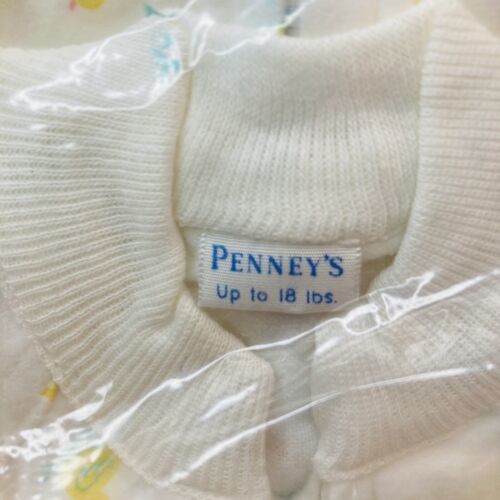 PENNEY'S
Up to 18 lbs.